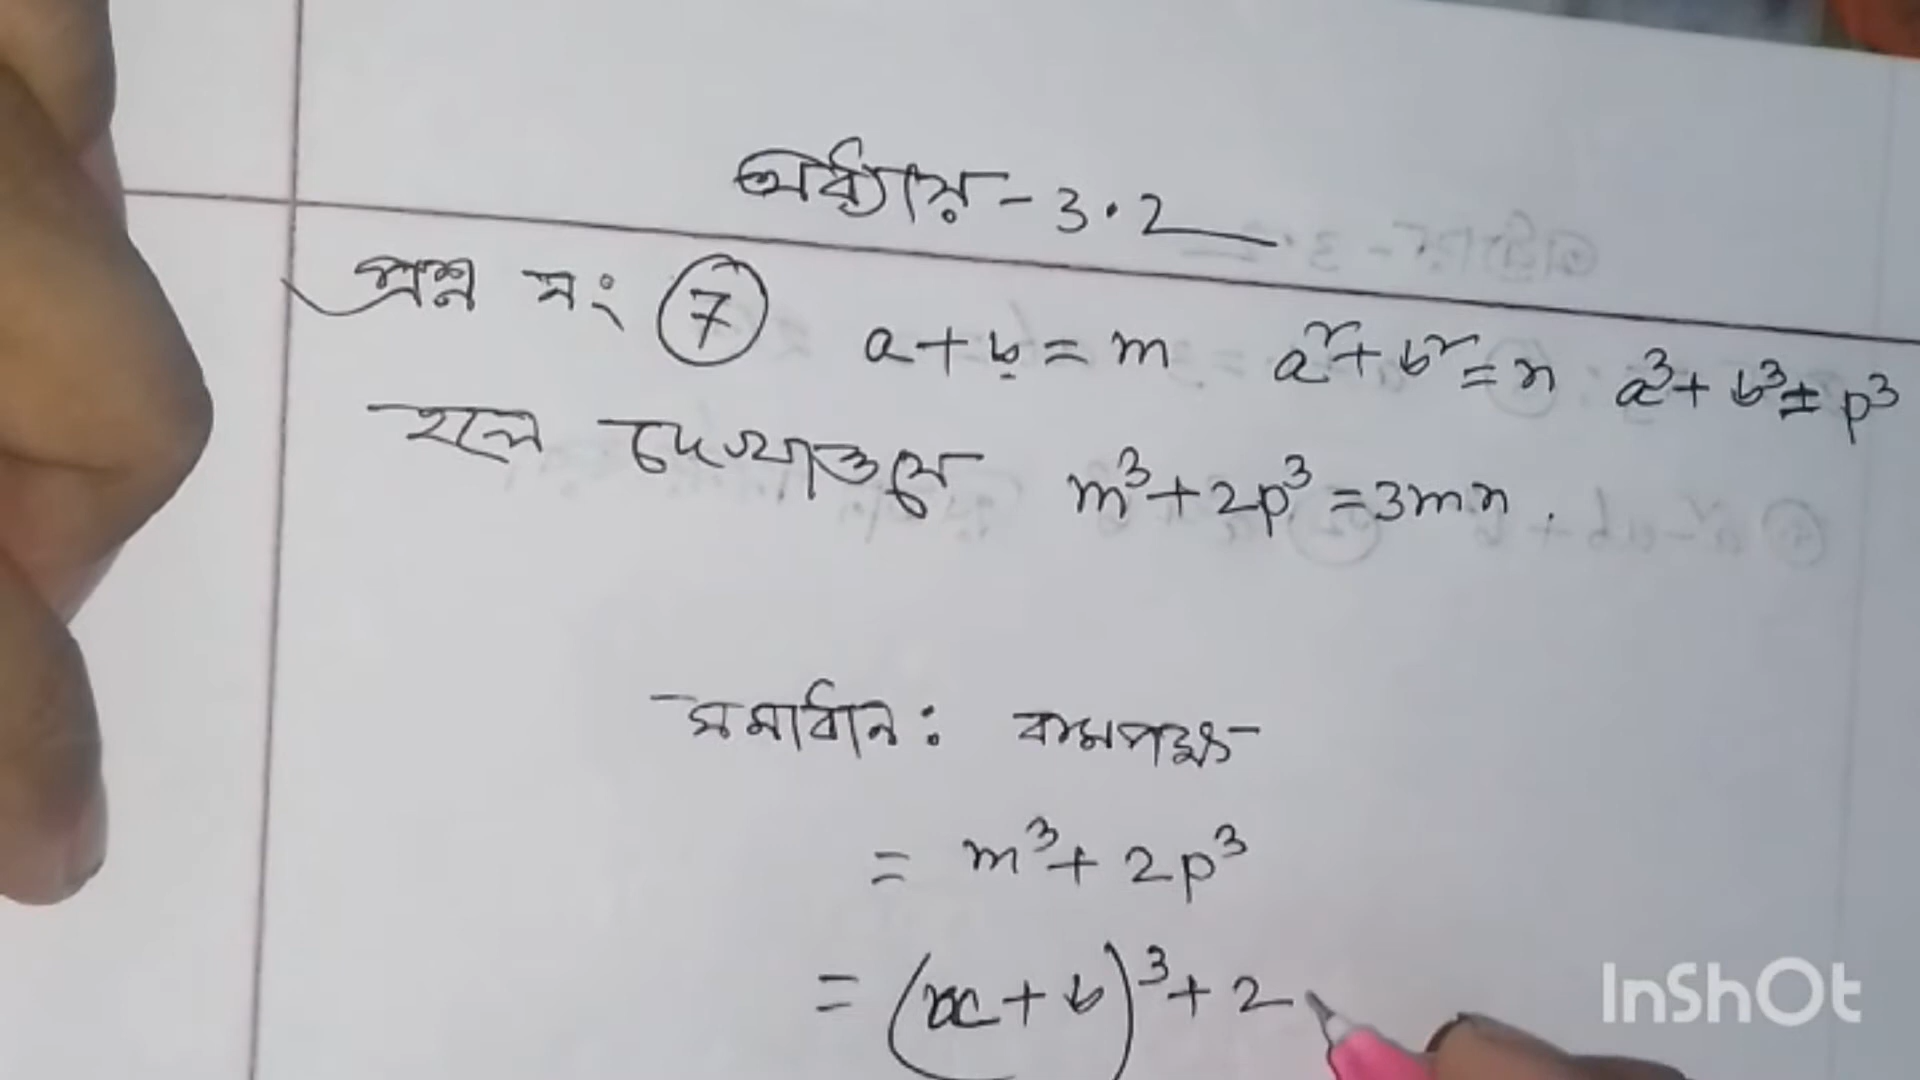 অধ্যায় - 3.2
প্রশ্ন নং 7 a + b = m a² + b² = n a³ + b³ = p³
হলে দেখাও যে m³ + 2p³ = 3mn.
সমাধান : বামপক্ষ
= m³ + 2p³
= (a + b)³ + 2
InShOt